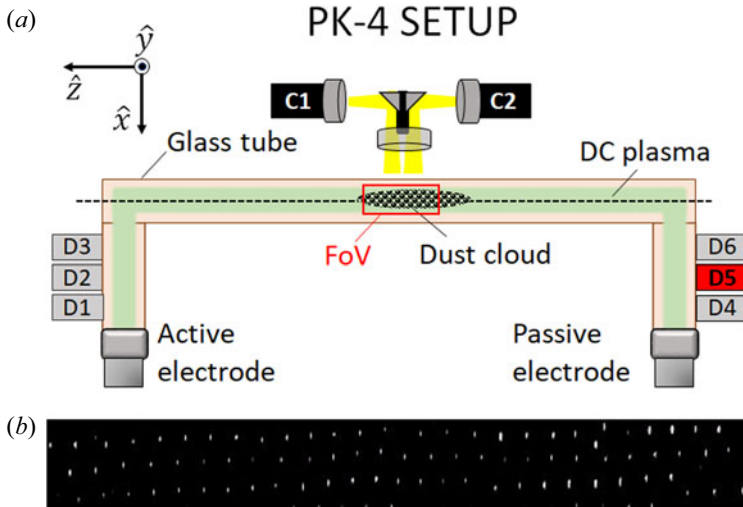 (a)
PK-4 SETUP
ŷ
ẑ
x̂
C1
C2
Glass tube
DC plasma
FoV
Dust cloud
D3
D2
D1
D6
D5
D4
Active
electrode
Passive
electrode
(b)